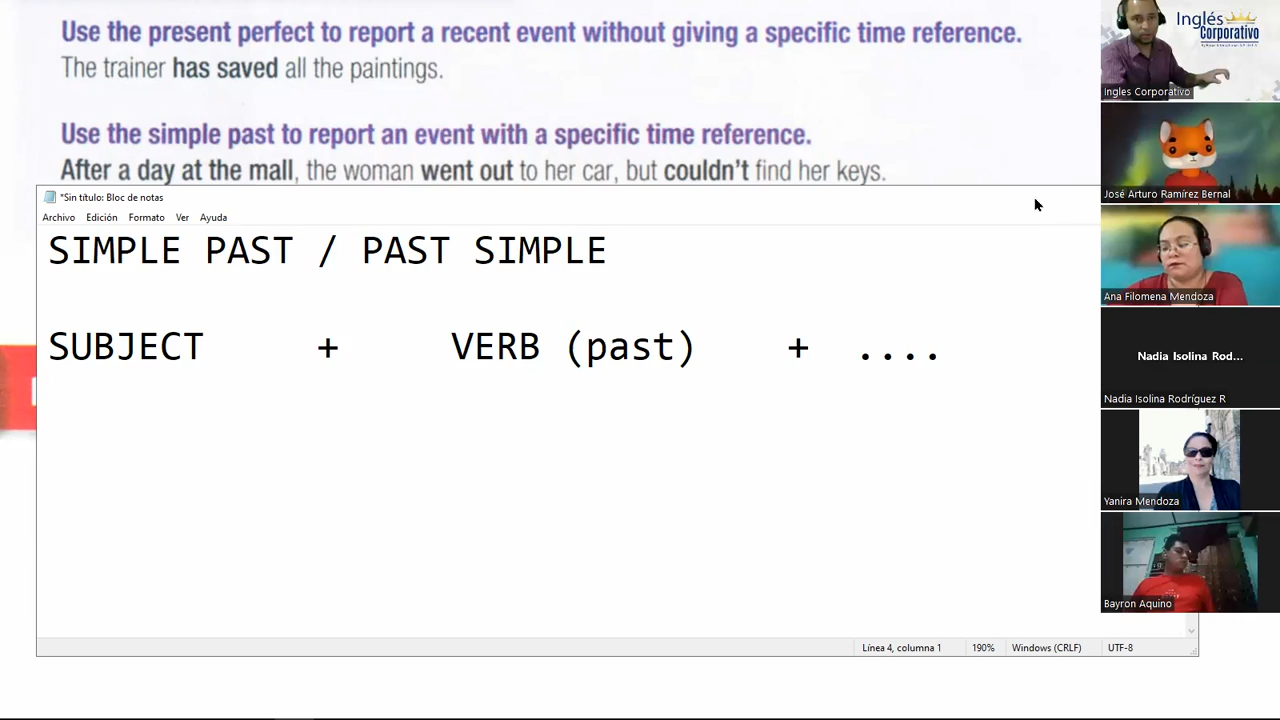 Use the present perfect to report a recent event without giving a specific time reference.
The trainer has saved all the paintings.
Use the simple past to report an event with a specific time reference.
After a day at the mall, the woman went out to her car, but couldn't find her keys.
*Sin título: Bloc de notas
Archivo Edición Formato Ver Ayuda
SIMPLE PAST / PAST SIMPLE
SUBJECT + VERB (past) + ....
Línea 4, columna 1 190% Windows (CRLF) UTF-8
Inglés
Corporativo
Ingles Corporativo
José Arturo Ramírez Bernal
Ana Filomena Mendoza
Nadia Isolina Rod...
Nadia Isolina Rodríguez R
Yanira Mendoza
Bayron Aquino